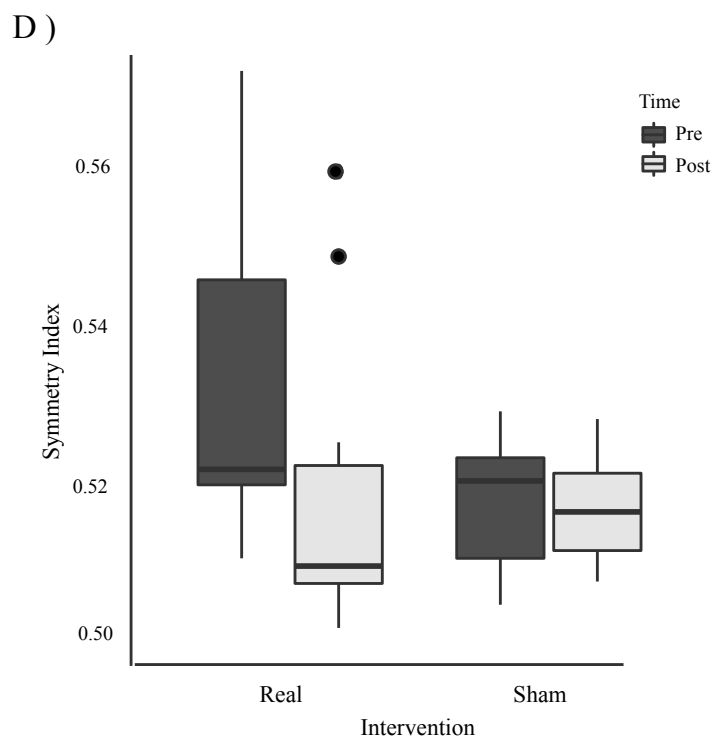 D )
Time
Pre
Post
0.56
0.54
0.52
0.50
Symmetry Index
Real
Sham
Intervention